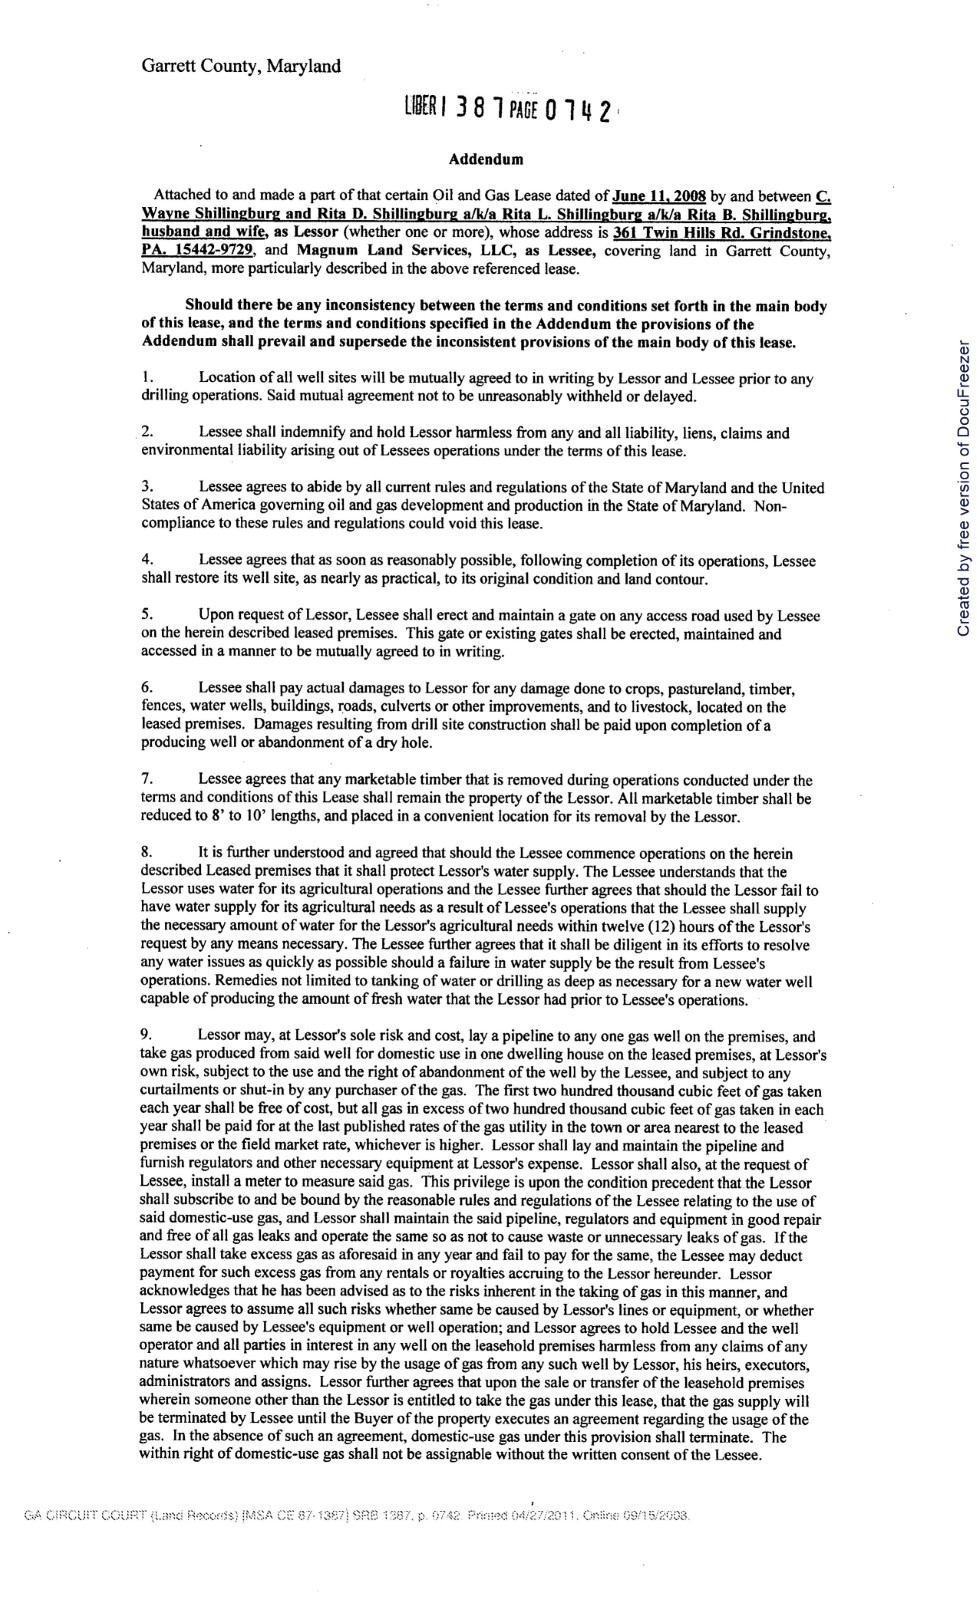 Garrett County, Maryland
LIBER 1387 PAGE 0742
Addendum
Attached to and made a part of that certain Oil and Gas Lease dated of June 11, 2008 by and between C.
Wayne Shillingburg and Rita D. Shillingburg a/k/a Rita L. Shillingburg a/k/a Rita B. Shillingburg,
husband and wife, as Lessor (whether one or more), whose address is 361 Twin Hills Rd. Grindstone,
PA. 15442-9729, and Magnum Land Services, LLC, as Lessee, covering land in Garrett County,
Maryland, more particularly described in the above referenced lease.
Should there be any inconsistency between the terms and conditions set forth in the main body
of this lease, and the terms and conditions specified in the Addendum the provisions of the
Addendum shall prevail and supersede the inconsistent provisions of the main body of this lease.
1. Location of all well sites will be mutually agreed to in writing by Lessor and Lessee prior to any
drilling operations. Said mutual agreement not to be unreasonably withheld or delayed.
2. Lessee shall indemnify and hold Lessor harmless from any and all liability, liens, claims and
environmental liability arising out of Lessees operations under the terms of this lease.
3. Lessee agrees to abide by all current rules and regulations of the State of Maryland and the United
States of America governing oil and gas development and production in the State of Maryland. Non-
compliance to these rules and regulations could void this lease.
4. Lessee agrees that as soon as reasonably possible, following completion of its operations, Lessee
shall restore its well site, as nearly as practical, to its original condition and land contour.
5. Upon request of Lessor, Lessee shall erect and maintain a gate on any access road used by Lessee
on the herein described leased premises. This gate or existing gates shall be erected, maintained and
accessed in a manner to be mutually agreed to in writing.
6. Lessee shall pay actual damages to Lessor for any damage done to crops, pastureland, timber,
fences, water wells, buildings, roads, culverts or other improvements, and to livestock, located on the
leased premises. Damages resulting from drill site construction shall be paid upon completion of a
producing well or abandonment of a dry hole.
7. Lessee agrees that any marketable timber that is removed during operations conducted under the
terms and conditions of this Lease shall remain the property of the Lessor. All marketable timber shall be
reduced to 8' to 10' lengths, and placed in a convenient location for its removal by the Lessor.
8. It is further understood and agreed that should the Lessee commence operations on the herein
described Leased premises that it shall protect Lessor's water supply. The Lessee understands that the
Lessor uses water for its agricultural operations and the Lessee further agrees that should the Lessor fail to
have water supply for its agricultural needs as a result of Lessee's operations that the Lessee shall supply
the necessary amount of water for the Lessor's agricultural needs within twelve (12) hours of the Lessor's
request by any means necessary. The Lessee further agrees that it shall be diligent in its efforts to resolve
any water issues as quickly as possible should a failure in water supply be the result from Lessee's
operations. Remedies not limited to tanking of water or drilling as deep as necessary for a new water well
capable of producing the amount of fresh water that the Lessor had prior to Lessee's operations.
9. Lessor may, at Lessor's sole risk and cost, lay a pipeline to any one gas well on the premises, and
take gas produced from said well for domestic use in one dwelling house on the leased premises, at Lessor's
own risk, subject to the use and the right of abandonment of the well by the Lessee, and subject to any
curtailments or shut-in by any purchaser of the gas. The first two hundred thousand cubic feet of gas taken
each year shall be free of cost, but all gas in excess of two hundred thousand cubic feet of gas taken in each
year shall be paid for at the last published rates of the gas utility in the town or area nearest to the leased
premises or the field market rate, whichever is higher. Lessor shall lay and maintain the pipeline and
furnish regulators and other necessary equipment at Lessor's expense. Lessor shall also, at the request of
Lessee, install a meter to measure said gas. This privilege is upon the condition precedent that the Lessor
shall subscribe to and be bound by the reasonable rules and regulations of the Lessee relating to the use of
said domestic-use gas, and Lessor shall maintain the said pipeline, regulators and equipment in good repair
and free of all gas leaks and operate the same so as not to cause waste or unnecessary leaks of gas. If the
Lessor shall take excess gas as aforesaid in any year and fail to pay for the same, the Lessee may deduct
payment for such excess gas from any rentals or royalties accruing to the Lessor hereunder. Lessor
acknowledges that he has been advised as to the risks inherent in the taking of gas in this manner, and
Lessor agrees to assume all such risks whether same be caused by Lessor's lines or equipment, or whether
same be caused by Lessee's equipment or well operation; and Lessor agrees to hold Lessee and the well
operator and all parties in interest in any well on the leasehold premises harmless from any claims of any
nature whatsoever which may rise by the usage of gas from any such well by Lessor, his heirs, executors,
administrators and assigns. Lessor further agrees that upon the sale or transfer of the leasehold premises
wherein someone other than the Lessor is entitled to take the gas under this lease, that the gas supply will
be terminated by Lessee until the Buyer of the property executes an agreement regarding the usage of the
gas. In the absence of such an agreement, domestic-use gas under this provision shall terminate. The
within right of domestic-use gas shall not be assignable without the written consent of the Lessee.
GA CIRCUIT COURT (Land Records) [MSA CE 87-1387] SRB 1387, p. 0742. Printed 04/27/2011. Online 09/15/2008.
Created by free version of DocuFreezer